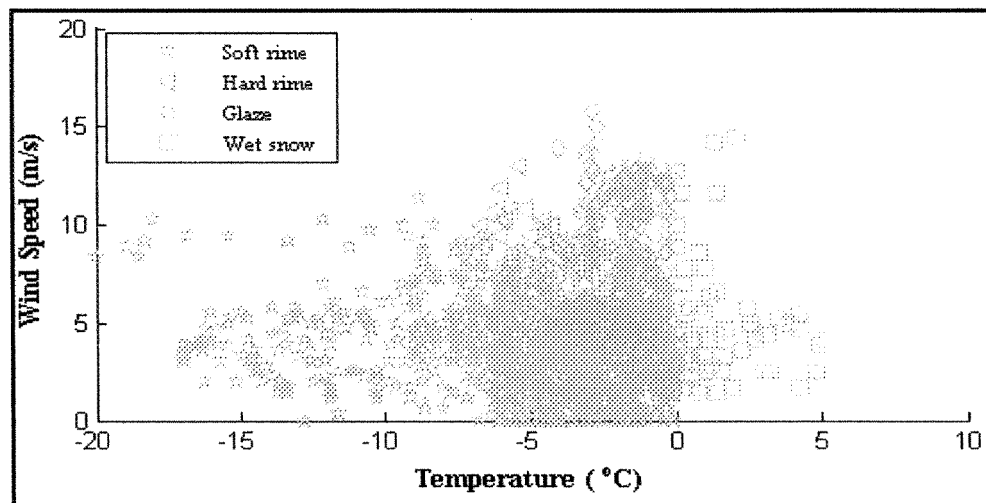 20
15
10
5
0
Wind Speed (m/s)
Soft rime
Hard rime
Glaze
Wet snow
-20 -15 -10 -5 0 5 10
Temperature ( °C)